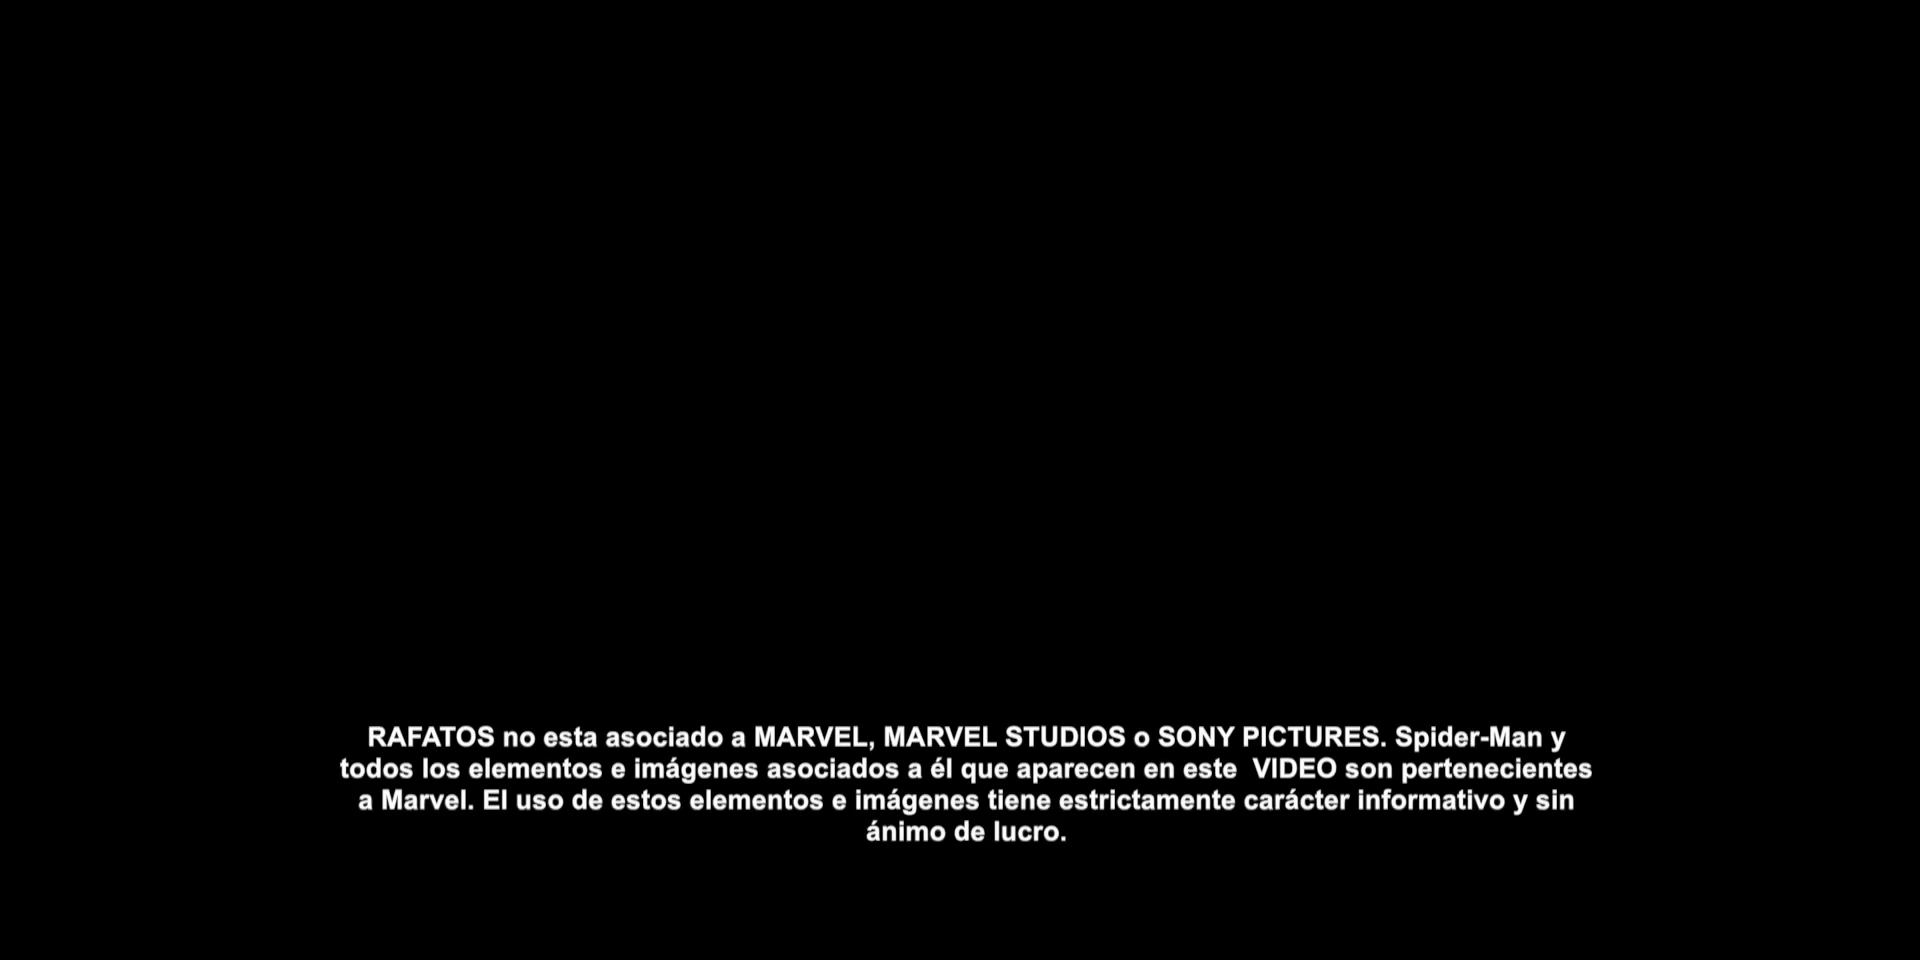 RAFATOS no esta asociado a MARVEL, MARVEL STUDIOS o SONY PICTURES. Spider-Man y
todos los elementos e imágenes asociados a él que aparecen en este  VIDEO son pertenecientes
a Marvel. El uso de estos elementos e imágenes tiene estrictamente carácter informativo y sin
ánimo de lucro.